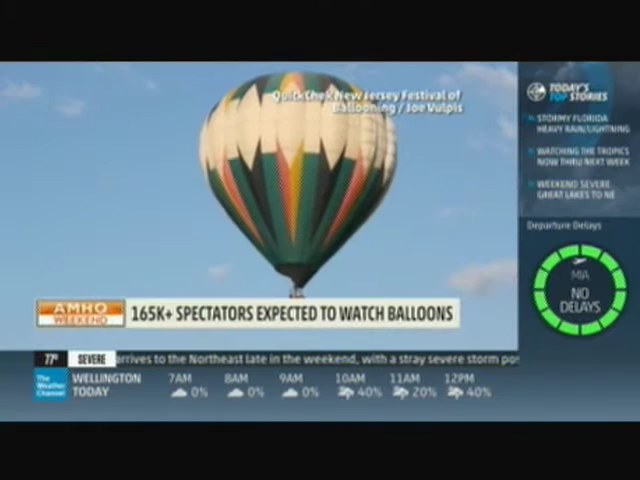 QuickChek New Jersey Festival of
Ballooning / Joe Vulpis
TODAY'S
TOP STORIES
STORMY FLORIDA
HEAVY RAIN/LIGHTNING
WATCHING THE TROPICS
NOW THRU NEXT WEEK
WEEKEND SEVERE
GREAT LAKES TO NE
Departure Delays
MIA
NO
DELAYS
AMHQ
WEEKEND
165K+ SPECTATORS EXPECTED TO WATCH BALLOONS
77° SEVERE arrives to the Northeast late in the weekend, with a stray severe storm pos
The
Weather
Channel
WELLINGTON
TODAY
7AM 8AM 9AM 10AM 11AM 12PM
0% 0% 0% 40% 20% 40%